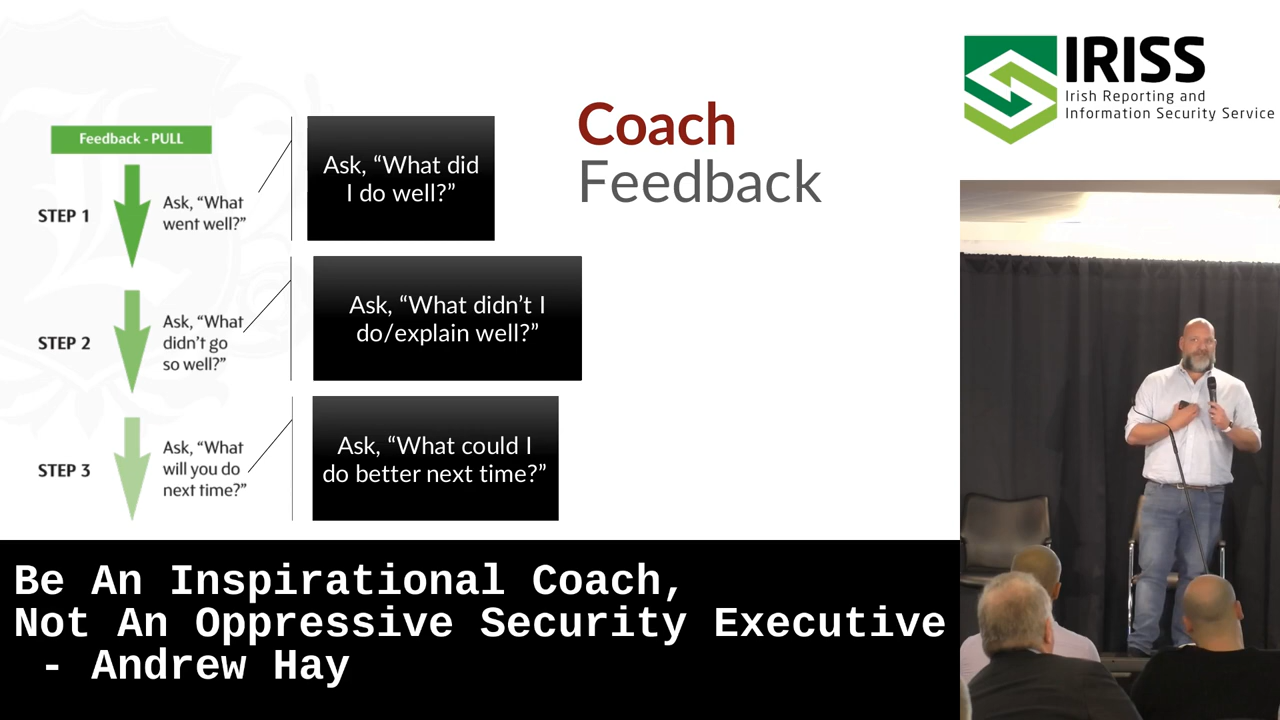 Coach
Feedback
Feedback - PULL
STEP 1
Ask, “What
went well?”
Ask, “What did
I do well?”
STEP 2
Ask, “What
didn’t go
so well?”
Ask, “What didn’t I
do/explain well?”
STEP 3
Ask, “What
will you do
next time?”
Ask, “What could I
do better next time?”
IRISS
Irish Reporting and
Information Security Service
Be An Inspirational Coach,
Not An Oppressive Security Executive
- Andrew Hay